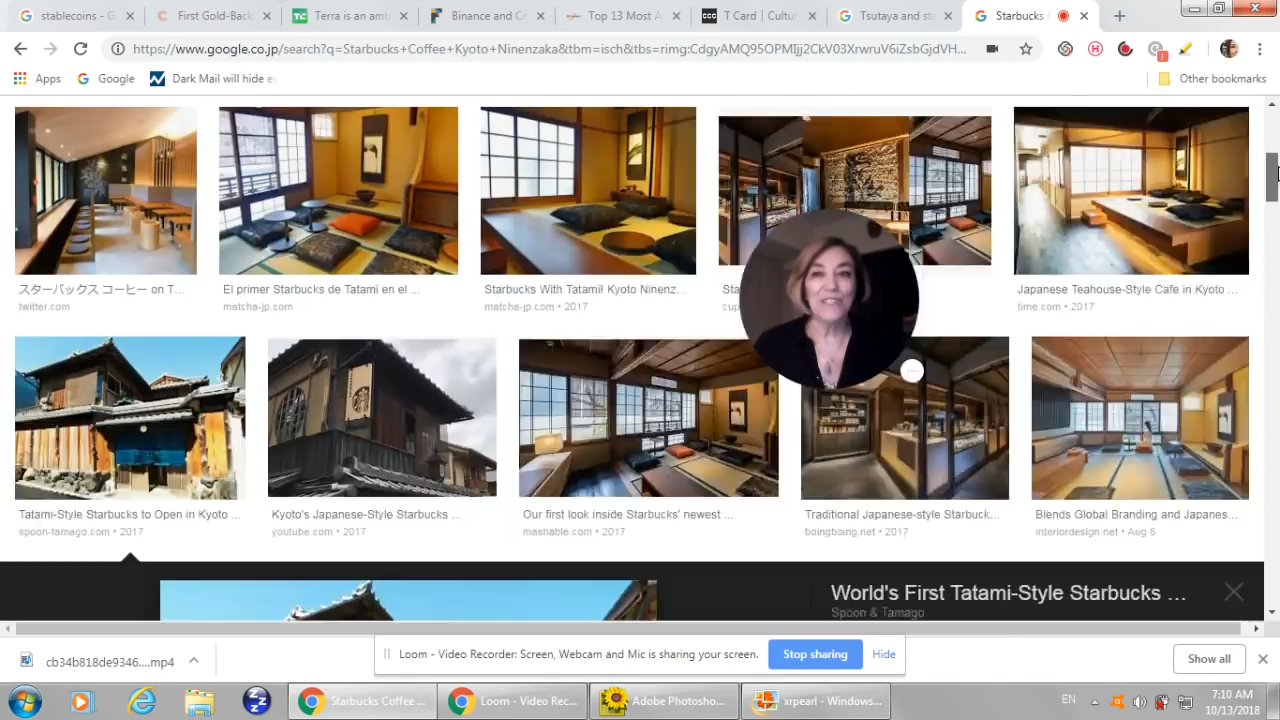 stablecoins - G
First Gold-Back
Terra is an amb
Binance and Cr
Top 13 Most A
T Card | Cultur
Tsutaya and sta
Starbucks
https://www.google.co.jp/search?q=Starbucks+Coffee+Kyoto+Ninenzaka&tbm=isch&tbs=rimg:CdgyAMQ95OPMIjj2CkV03XrwruV6iZsbGjdVH...
Apps
Google
Dark Mail will hide e
Other bookmarks
スターバックス コーヒー on T...
twitter.com
El primer Starbucks de Tatami en el ...
matcha-jp.com
Starbucks With Tatami! Kyoto Ninenz...
matcha-jp.com • 2017
Sta
cup
Japanese Teahouse-Style Cafe in Kyoto ...
time.com • 2017
Tatami-Style Starbucks to Open in Kyoto ...
spoon-tamago.com • 2017
Kyoto's Japanese-Style Starbucks ...
youtube.com • 2017
Our first look inside Starbucks' newest ...
mashable.com • 2017
Traditional Japanese-style Starbuck...
boingboing.net • 2017
Blends Global Branding and Japanes...
interiordesign.net • Aug 6
World's First Tatami-Style Starbucks ...
Spoon & Tamago
cb34b818de9346....mp4
Loom - Video Recorder: Screen, Webcam and Mic is sharing your screen.
Stop sharing
Hide
Show all
Starbucks Coffee ...
Loom - Video Rec...
Adobe Photosho...
xrpearl - Windows...
EN
7:10 AM
10/13/2018